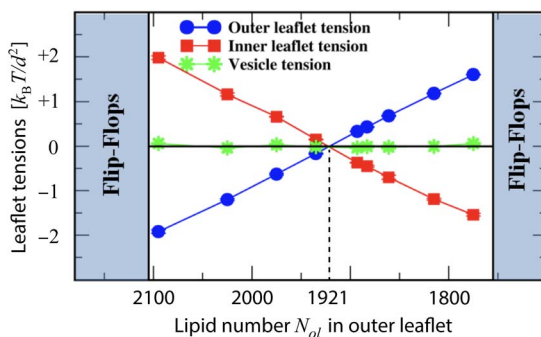 Leaflet tensions [k_BT/d²]
+2
+1
0
−1
−2
Flip-Flops
Outer leaflet tension
Inner leaflet tension
Vesicle tension
Flip-Flops
2100
2000
1921
1800
Lipid number N_ol in outer leaflet